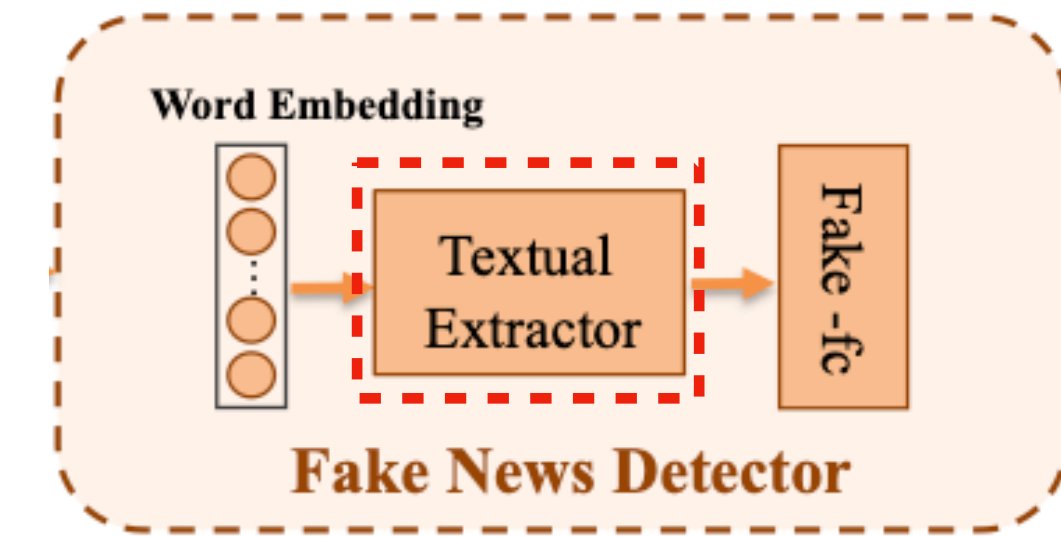 Word Embedding
Textual
Extractor
Fake -fc
Fake News Detector